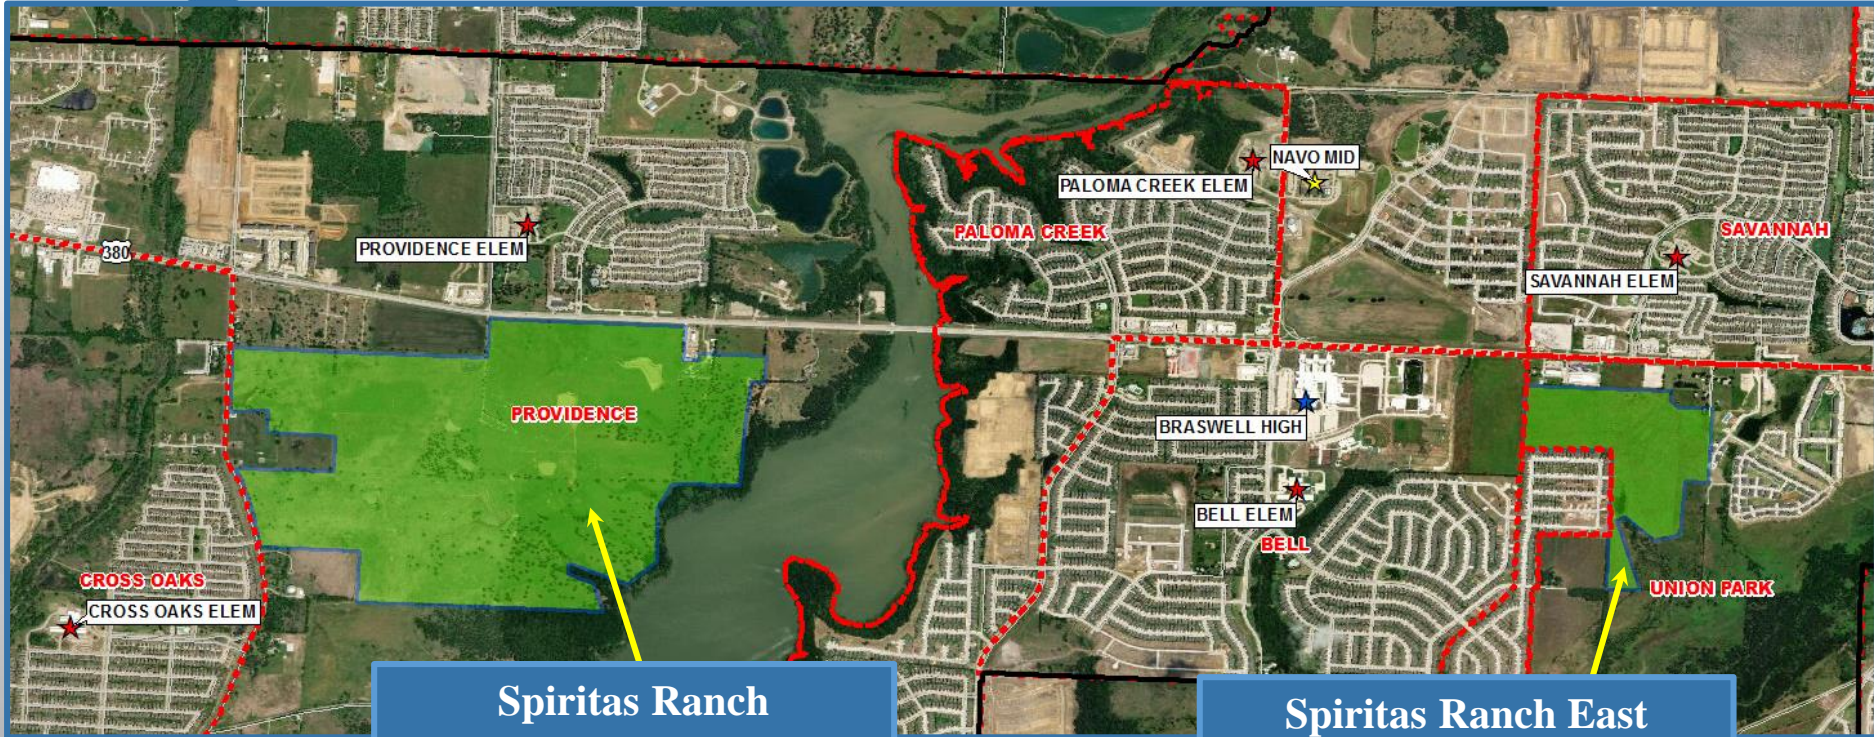 NAVO MID
PALOMA CREEK ELEM
PALOMA CREEK
SAVANNAH
PROVIDENCE ELEM
380
SAVANNAH ELEM
PROVIDENCE
BRASWELL HIGH
BELL ELEM
BELL
CROSS OAKS
CROSS OAKS ELEM
UNION PARK
Spiritas Ranch
Spiritas Ranch East